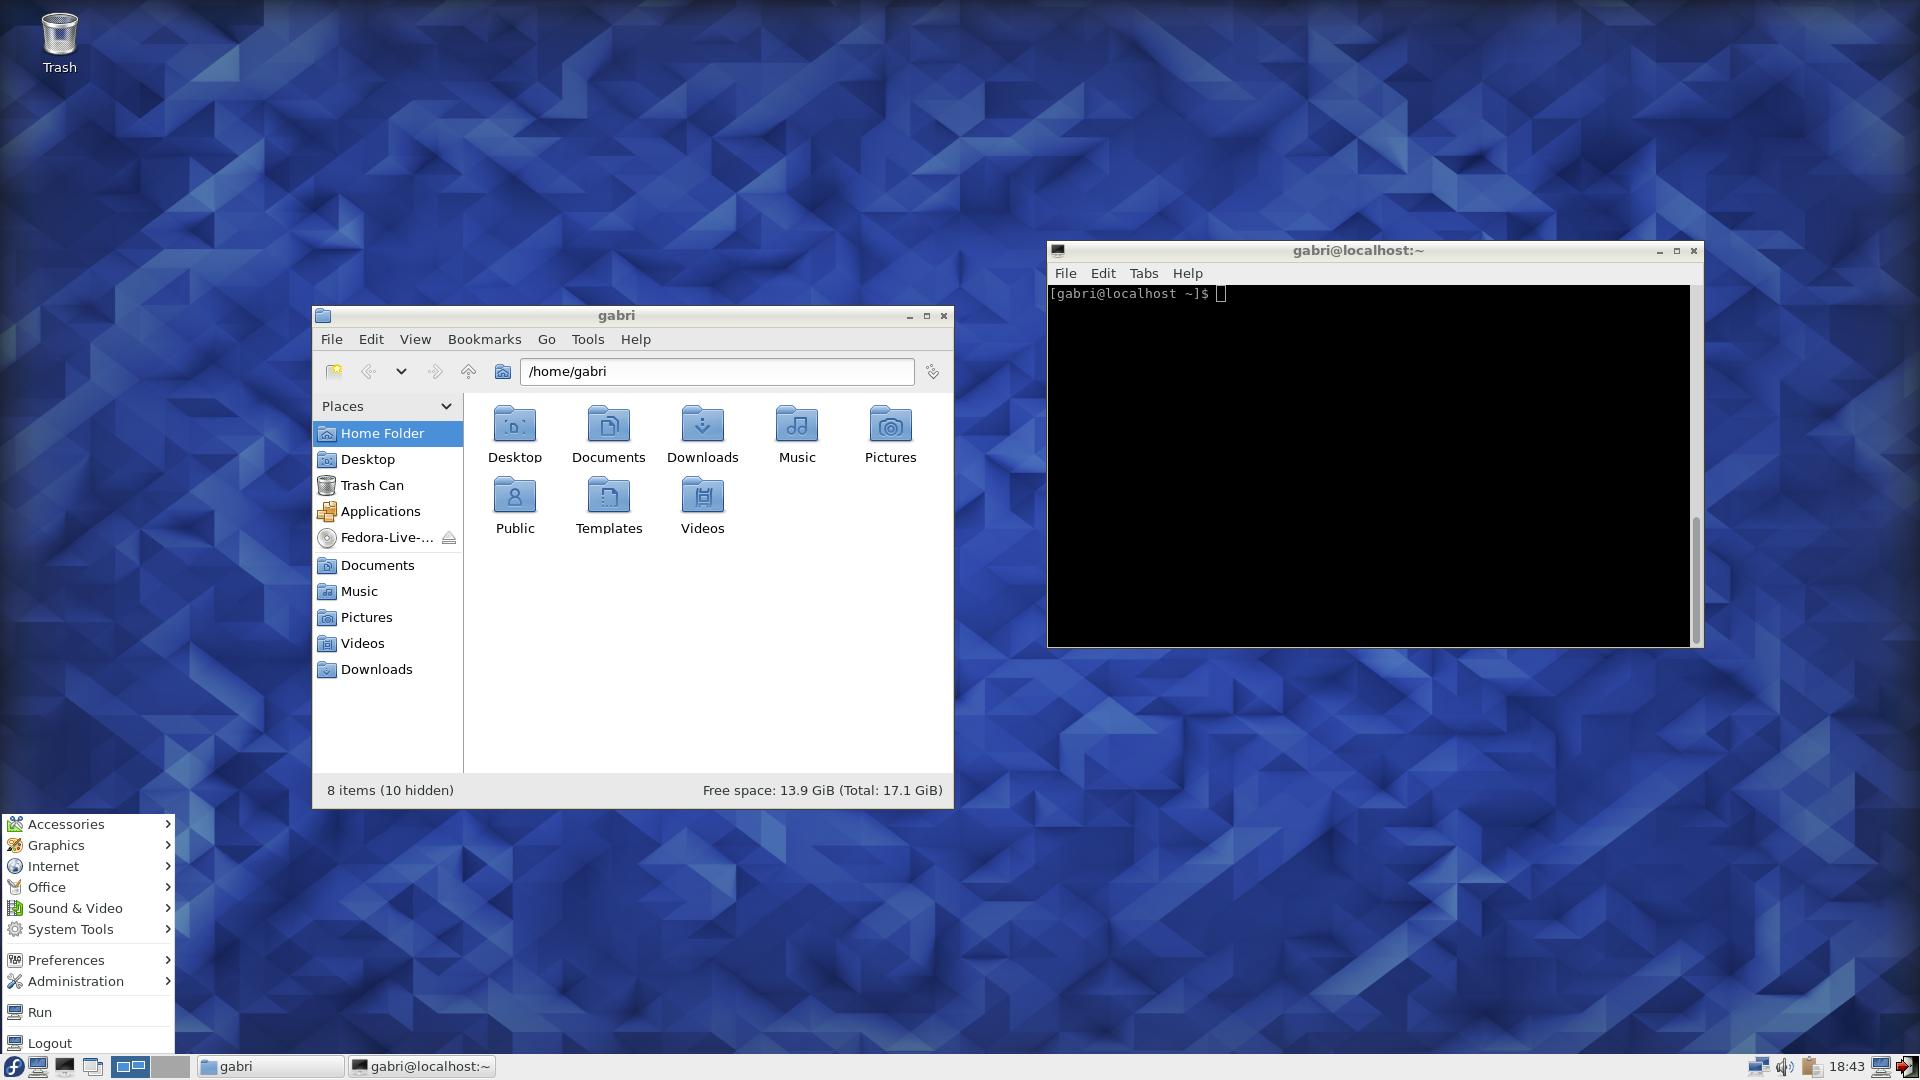 Trash
gabri@localhost:~
File Edit Tabs Help
[gabri@localhost ~]$
gabri
File Edit View Bookmarks Go Tools Help
/home/gabri
Places
Home Folder
Desktop
Trash Can
Applications
Fedora-Live-...
Documents
Music
Pictures
Videos
Downloads
Desktop Documents Downloads Music Pictures
Public Templates Videos
8 items (10 hidden) Free space: 13.9 GiB (Total: 17.1 GiB)
Accessories
Graphics
Internet
Office
Sound & Video
System Tools
Preferences
Administration
Run
Logout
gabri gabri@localhost:~ 18:43